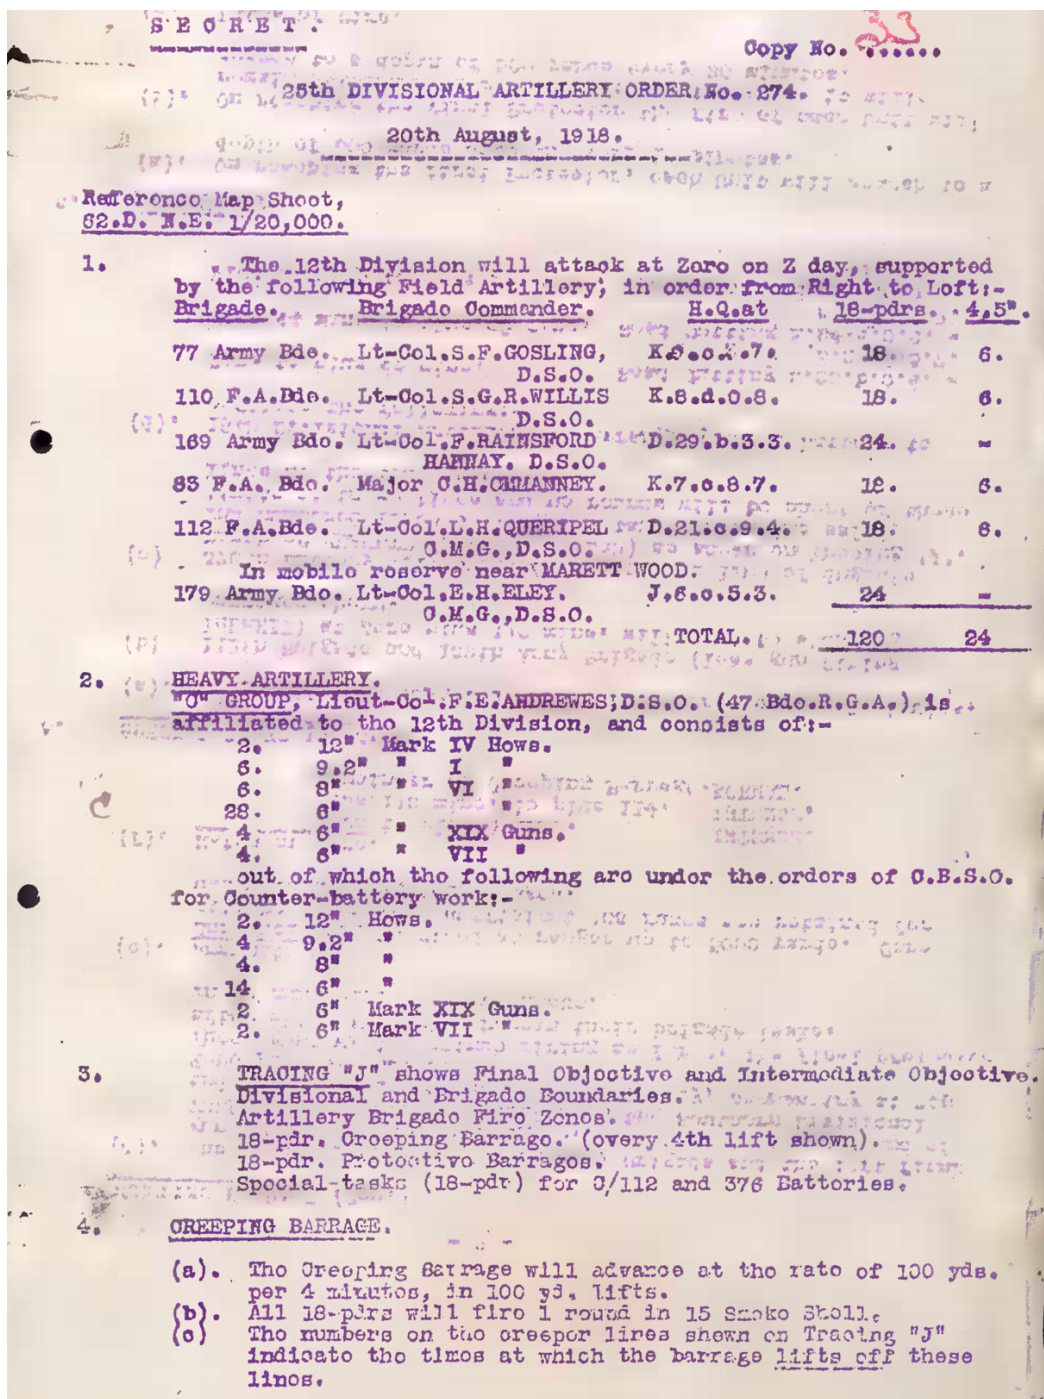 SECRET.
33
Copy No. ......
25th DIVISIONAL ARTILLERY ORDER No. 274.
20th August, 1918.
Reference Map Shoot,
62.D. N.E. 1/20,000.
1. The 12th Division will attack at Zero on Z day, supported
by the following Field Artillery, in order from Right to Left:-
Brigade. Brigade Commander. H.Q.at 18-pdrs. 4,5".
77 Army Bde. Lt-Col.S.F.GOSLING, 18. 6.
D.S.O.
110 F.A.Bde. Lt-Col.S.G.R.WILLIS K.8.d.0.8. 18. 6.
D.S.O.
169 Army Bde. Lt-Col.F.RAINSFORD D.29.b.3.3. 24. -
HANNAY. D.S.O.
83 F.A. Bde. Major K.7.c.8.7. 18. 6.
112 F.A.Bde. Lt-Col.L.H.QUERIPEL D.21.c.9.4. 18. 6.
C.M.G.,D.S.O.
In mobile reserve near MARETT WOOD.
179 Army Bde. Lt-Col.E.H.ELEY. J.6.c.5.3. 24 -
C.M.G.,D.S.O.
TOTAL. 120 24
2. HEAVY ARTILLERY.
"C" GROUP, Lieut-Col.F.E.ANDREWES,D.S.O. (47 Bde.R.G.A.) is
affiliated to the 12th Division, and consists of:-
2. 12" Mark IV Hows.
6. 9.2" " I "
6. 8" " VI "
28. 6" "
4. 6" " XIX Guns.
4. 6" " VII "
out of which the following are under the orders of C.B.S.O.
for Counter-battery work:-
2. 12" Hows.
4 9.2" "
4. 8" "
14 6" "
2. 6" Mark XIX Guns.
2. 6" Mark VII "
3. TRACING "J" shows Final Objective and Intermediate Objective.
Divisional and Brigade Boundaries.
Artillery Brigade Fire Zones.
18-pdr. Creeping Barrage. (every 4th lift shown).
18-pdr. Protective Barrages.
Special tasks (18-pdr) for C/112 and 376 Batteries.
4. CREEPING BARRAGE.
(a). The Creeping Barrage will advance at the rate of 100 yds.
per 4 minutes, in 100 yd. lifts.
(b). All 18-pdrs will fire 1 round in 15 Smoke Shell.
(c) The numbers on the creeper lines shewn on Tracing "J"
indicate the times at which the barrage lifts off these
lines.